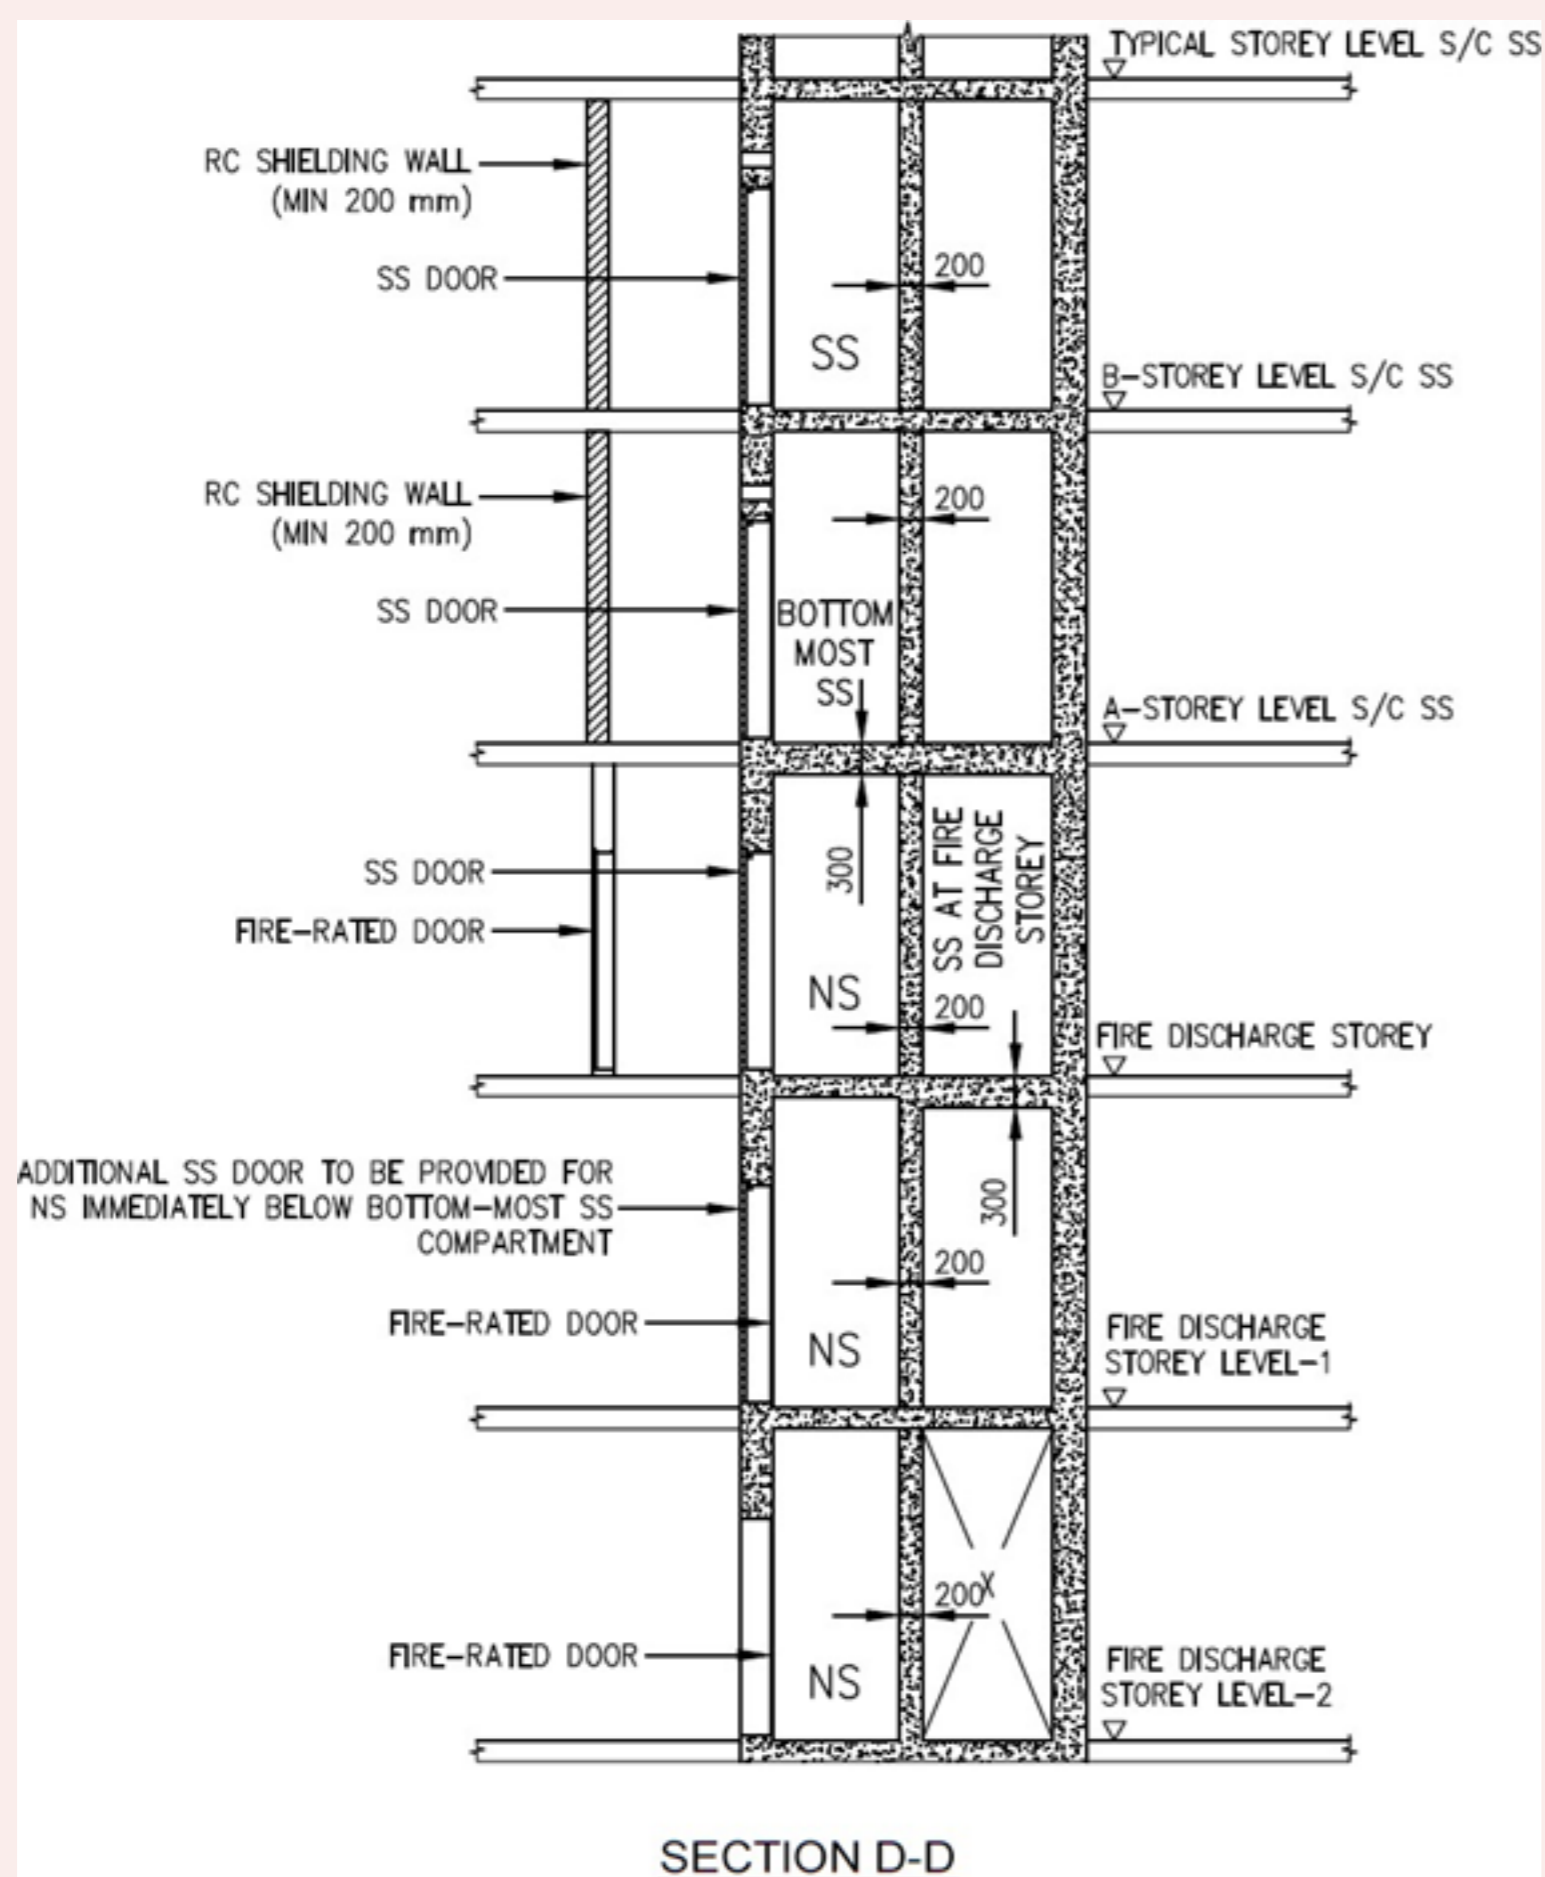 TYPICAL STOREY LEVEL S/C SS
RC SHIELDING WALL
(MIN 200 mm)
SS DOOR
200
SS
B-STOREY LEVEL S/C SS
RC SHIELDING WALL
(MIN 200 mm)
200
SS DOOR
BOTTOM
MOST
SS
A-STOREY LEVEL S/C SS
SS DOOR
FIRE-RATED DOOR
300
SS AT FIRE
DISCHARGE
STOREY
NS
200
FIRE DISCHARGE STOREY
ADDITIONAL SS DOOR TO BE PROVIDED FOR
NS IMMEDIATELY BELOW BOTTOM-MOST SS
COMPARTMENT
300
200
FIRE-RATED DOOR
NS
FIRE DISCHARGE
STOREY LEVEL-1
200
X
FIRE-RATED DOOR
NS
FIRE DISCHARGE
STOREY LEVEL-2
SECTION D-D